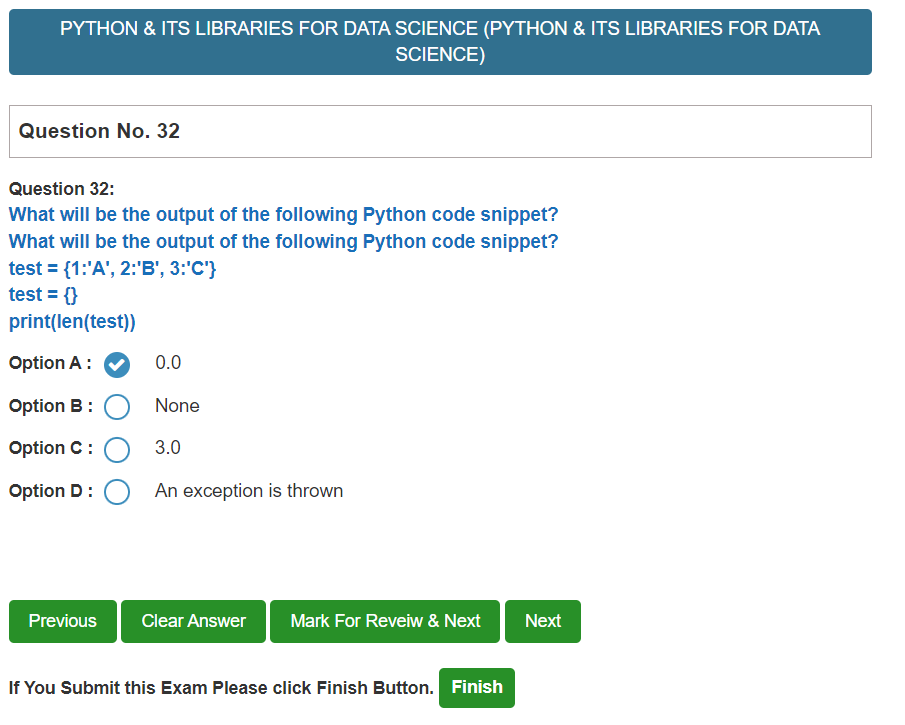 PYTHON & ITS LIBRARIES FOR DATA SCIENCE (PYTHON & ITS LIBRARIES FOR DATA
SCIENCE)
Question No. 32
Question 32:
What will be the output of the following Python code snippet?
What will be the output of the following Python code snippet?
test = {1:'A', 2:'B', 3:'C'}
test = {}
print(len(test))
Option A : 0.0
Option B : None
Option C : 3.0
Option D : An exception is thrown
Previous Clear Answer Mark For Reveiw & Next Next
If You Submit this Exam Please click Finish Button. Finish